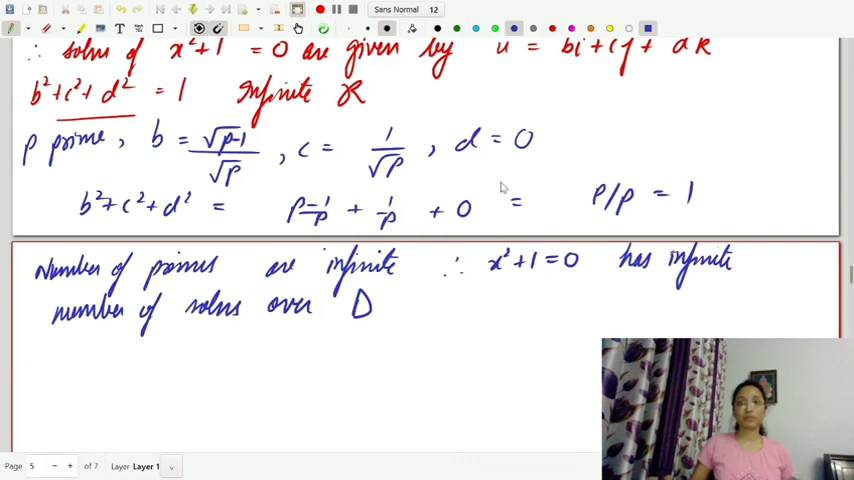 Sans Normal 12
∴ solns of x²+1 = 0 are given by u = bi + cj + dk
b²+c²+d² = 1 Infinite
p prime, b = √p-1/√p , c = 1/√p , d = 0
b²+c²+d² = p-1/p + 1/p + 0 = P/p = 1
Number of primes are infinite ∴ x²+1=0 has infinite
number of solns over D
Page 5 of 7 Layer Layer 1